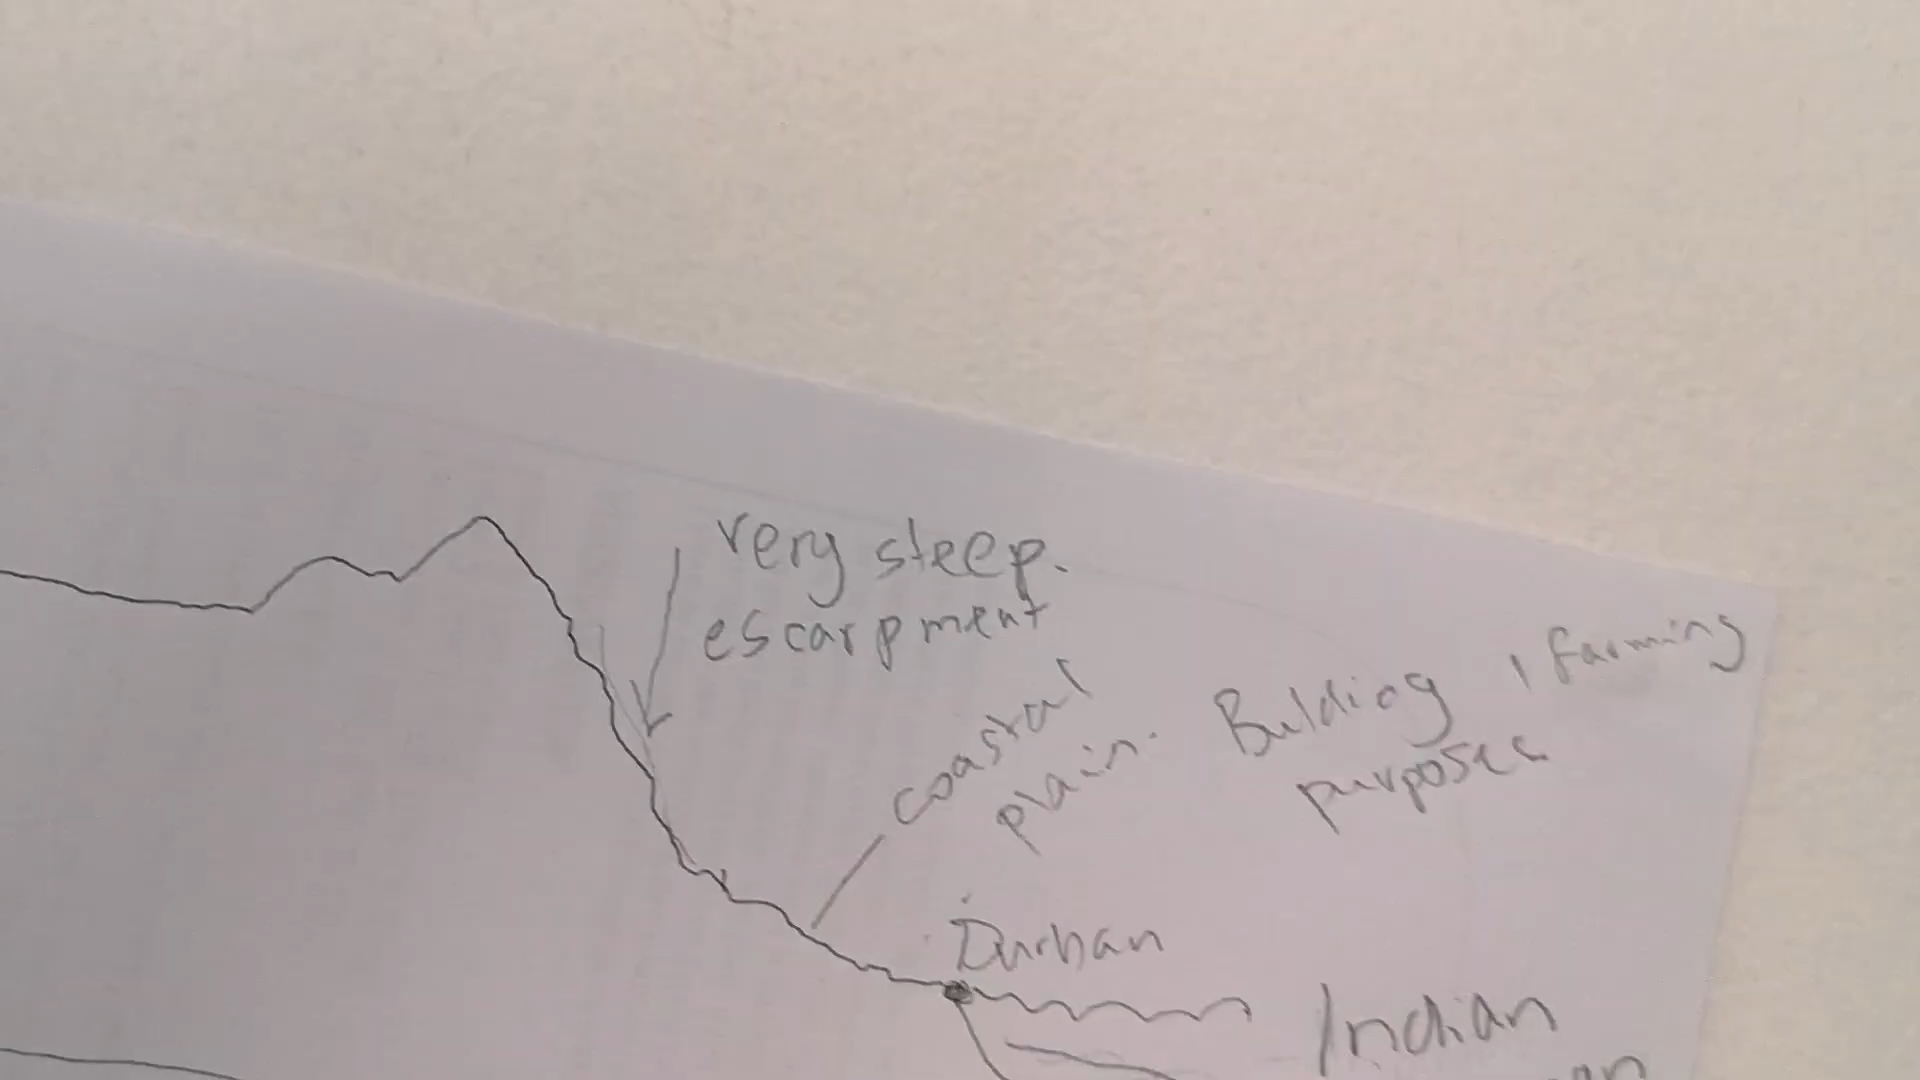 very steep.
escarpment
coastal
plain. Bulding , farming
purposes
Durban
Indian